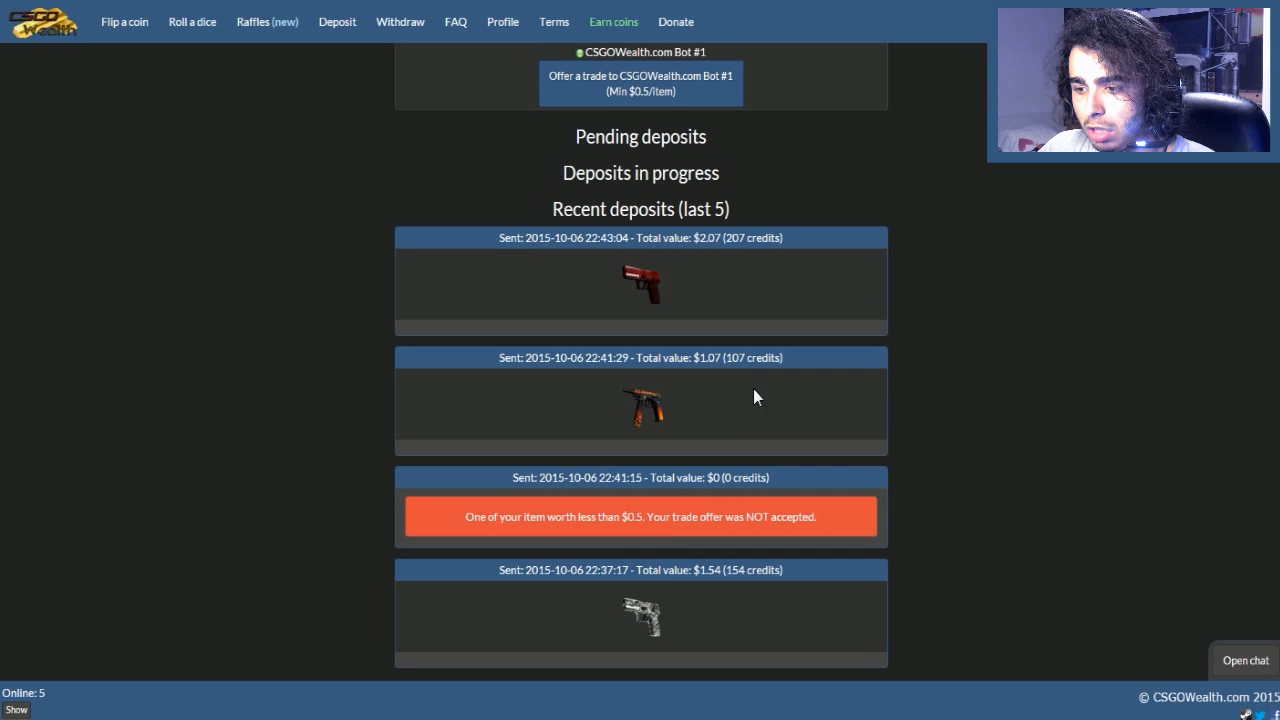 CSGO Wealth
Flip a coin Roll a dice Raffles (new) Deposit Withdraw FAQ Profile Terms Earn coins Donate
CSGOWealth.com Bot #1
Offer a trade to CSGOWealth.com Bot #1
(Min $0.5/item)
Pending deposits
Deposits in progress
Recent deposits (last 5)
Sent: 2015-10-06 22:43:04 - Total value: $2.07 (207 credits)
Sent: 2015-10-06 22:41:29 - Total value: $1.07 (107 credits)
Sent: 2015-10-06 22:41:15 - Total value: $0 (0 credits)
One of your item worth less than $0.5. Your trade offer was NOT accepted.
Sent: 2015-10-06 22:37:17 - Total value: $1.54 (154 credits)
Open chat
Online: 5
Show
© CSGOWealth.com 2015